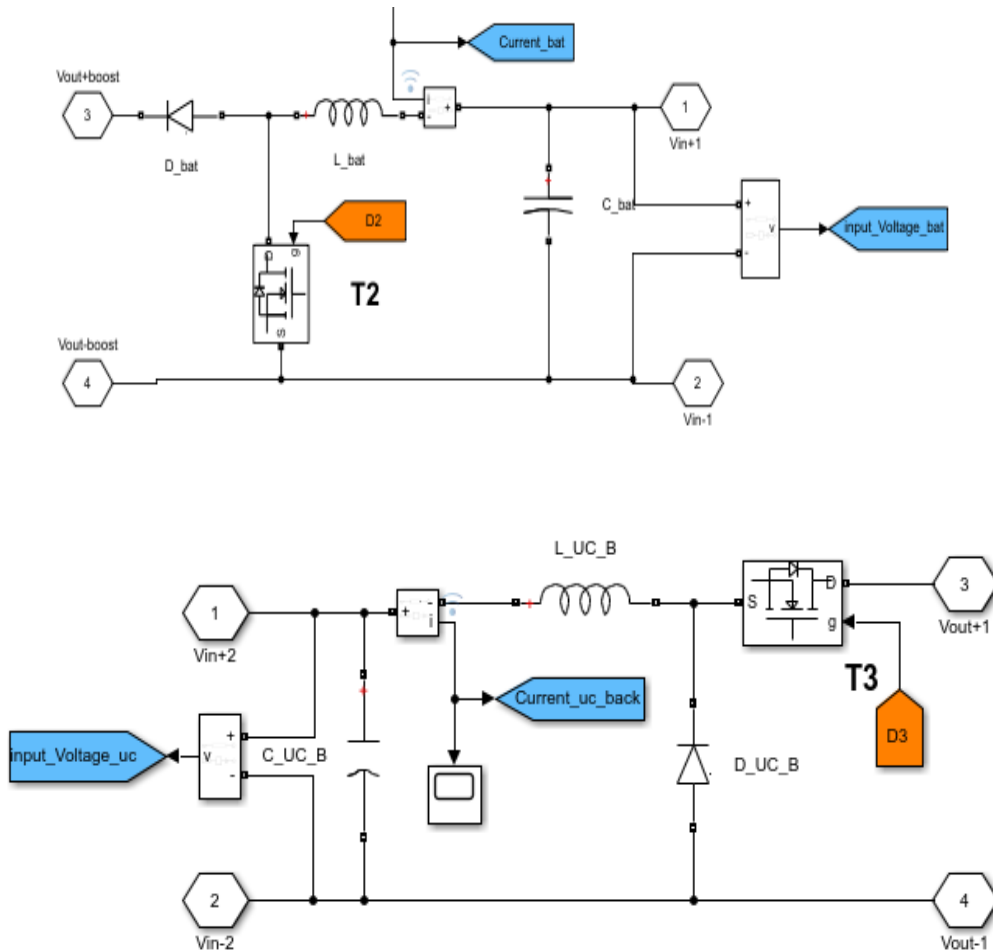 Current_bat
Vout+boost
3
i
+
-
1
D_bat
L_bat
Vin+1
C_bat
+
D2
v
input_Voltage_bat
-
D
g
T2
S
Vout-boost
4
2
Vin-1
L_UC_B
1
+
-
i
S
D
g
3
Vin+2
Vout+1
T3
Current_uc_back
input_Voltage_uc
+
v
-
C_UC_B
D_UC_B
D3
2
4
Vin-2
Vout-1